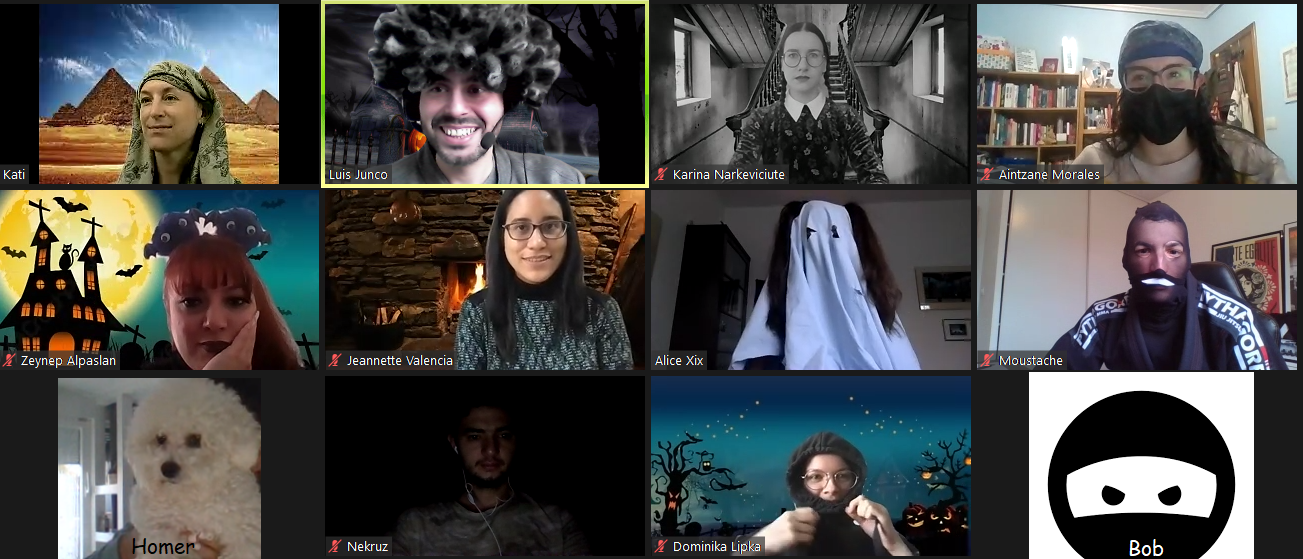 Kati
Luis Junco
Karina Narkeviciute
Aintzane Morales
Zeynep Alpaslan
Jeannette Valencia
Alice Xix
Moustache
Homer
Nekruz
Dominika Lipka
Bob